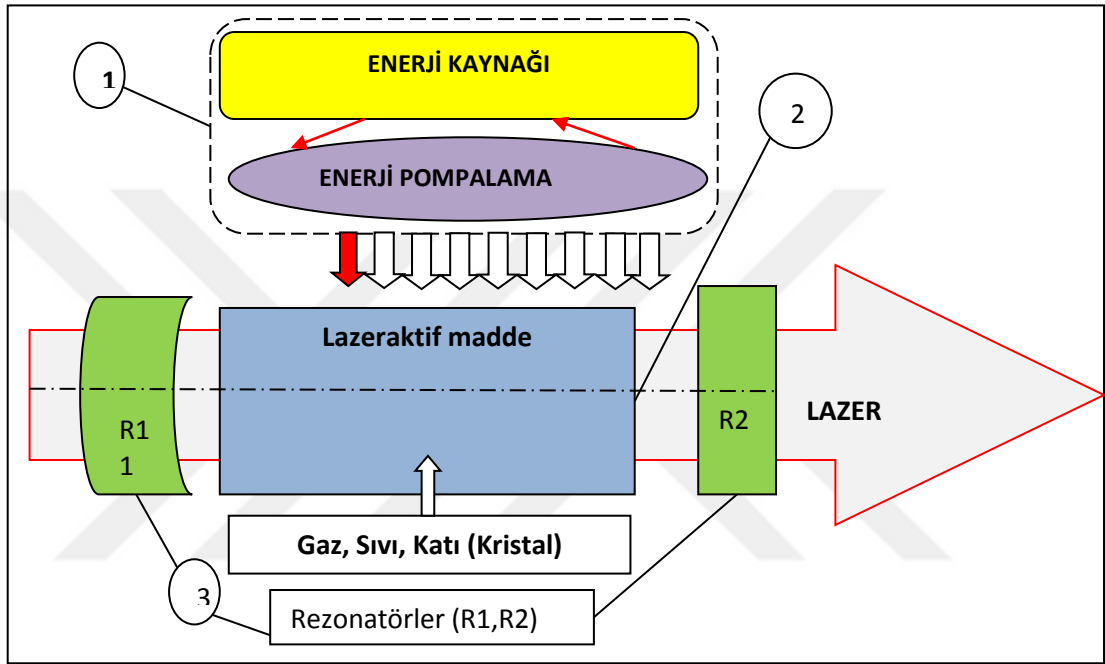 ENERJİ KAYNAĞI
1
2
ENERJİ POMPALAMA
Lazeraktif madde
R1
1
R2
LAZER
Gaz, Sıvı, Katı (Kristal)
3
Rezonatörler (R1,R2)